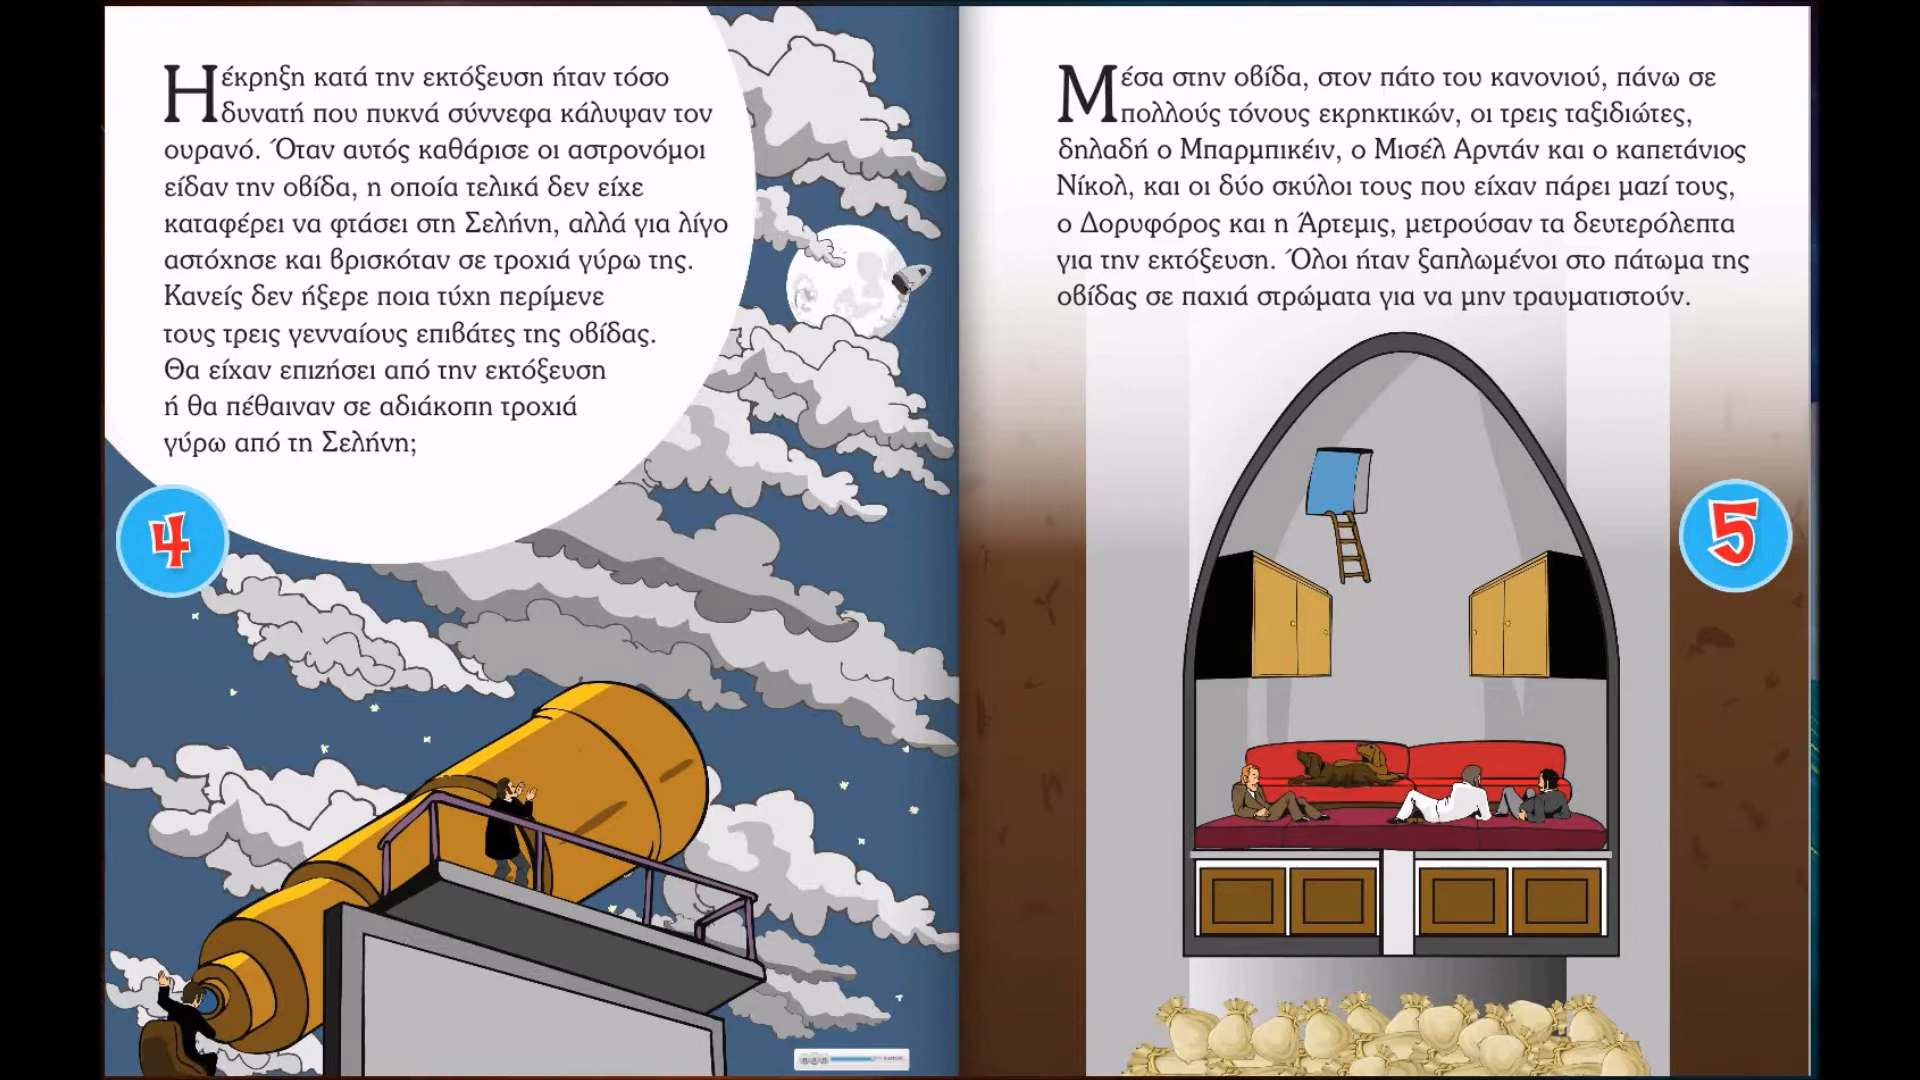 Η έκρηξη κατά την εκτόξευση ήταν τόσο
δυνατή που πυκνά σύννεφα κάλυψαν τον
ουρανό. Όταν αυτός καθάρισε οι αστρονόμοι
είδαν την οβίδα, η οποία τελικά δεν είχε
καταφέρει να φτάσει στη Σελήνη, αλλά για λίγο
αστόχησε και βρισκόταν σε τροχιά γύρω της.
Κανείς δεν ήξερε ποια τύχη περίμενε
τους τρεις γενναίους επιβάτες της οβίδας.
Θα είχαν επιζήσει από την εκτόξευση
ή θα πέθαιναν σε αδιάκοπη τροχιά
γύρω από τη Σελήνη;
4
Μέσα στην οβίδα, στον πάτο του κανονιού, πάνω σε
πολλούς τόνους εκρηκτικών, οι τρεις ταξιδιώτες,
δηλαδή ο Μπαρμπικέιν, ο Μισέλ Αρντάν και ο καπετάνιος
Νίκολ, και οι δύο σκύλοι τους που είχαν πάρει μαζί τους,
ο Δορυφόρος και η Άρτεμις, μετρούσαν τα δευτερόλεπτα
για την εκτόξευση. Όλοι ήταν ξαπλωμένοι στο πάτωμα της
οβίδας σε παχιά στρώματα για να μην τραυματιστούν.
5